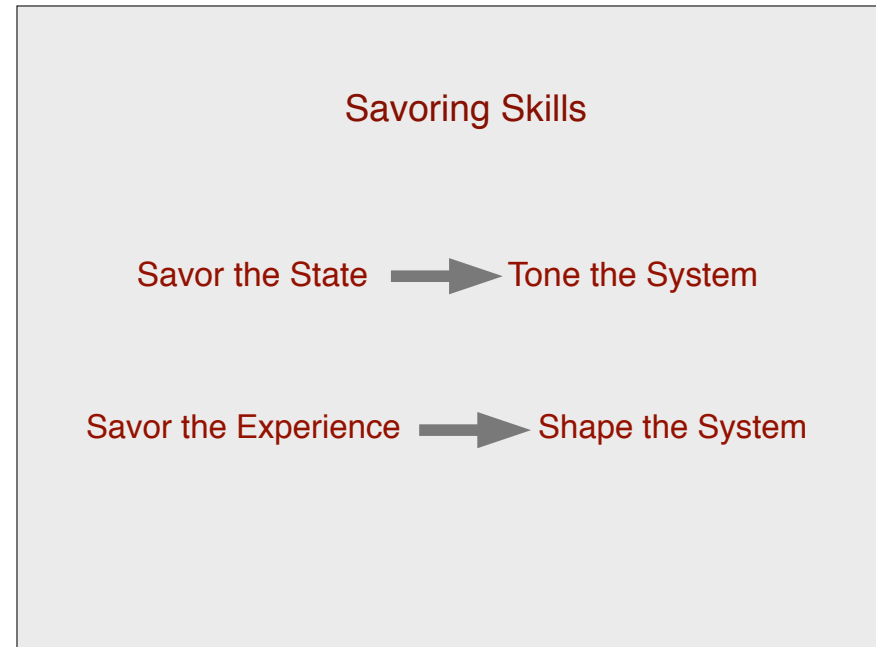 Savoring Skills
Savor the State Tone the System
Savor the Experience Shape the System